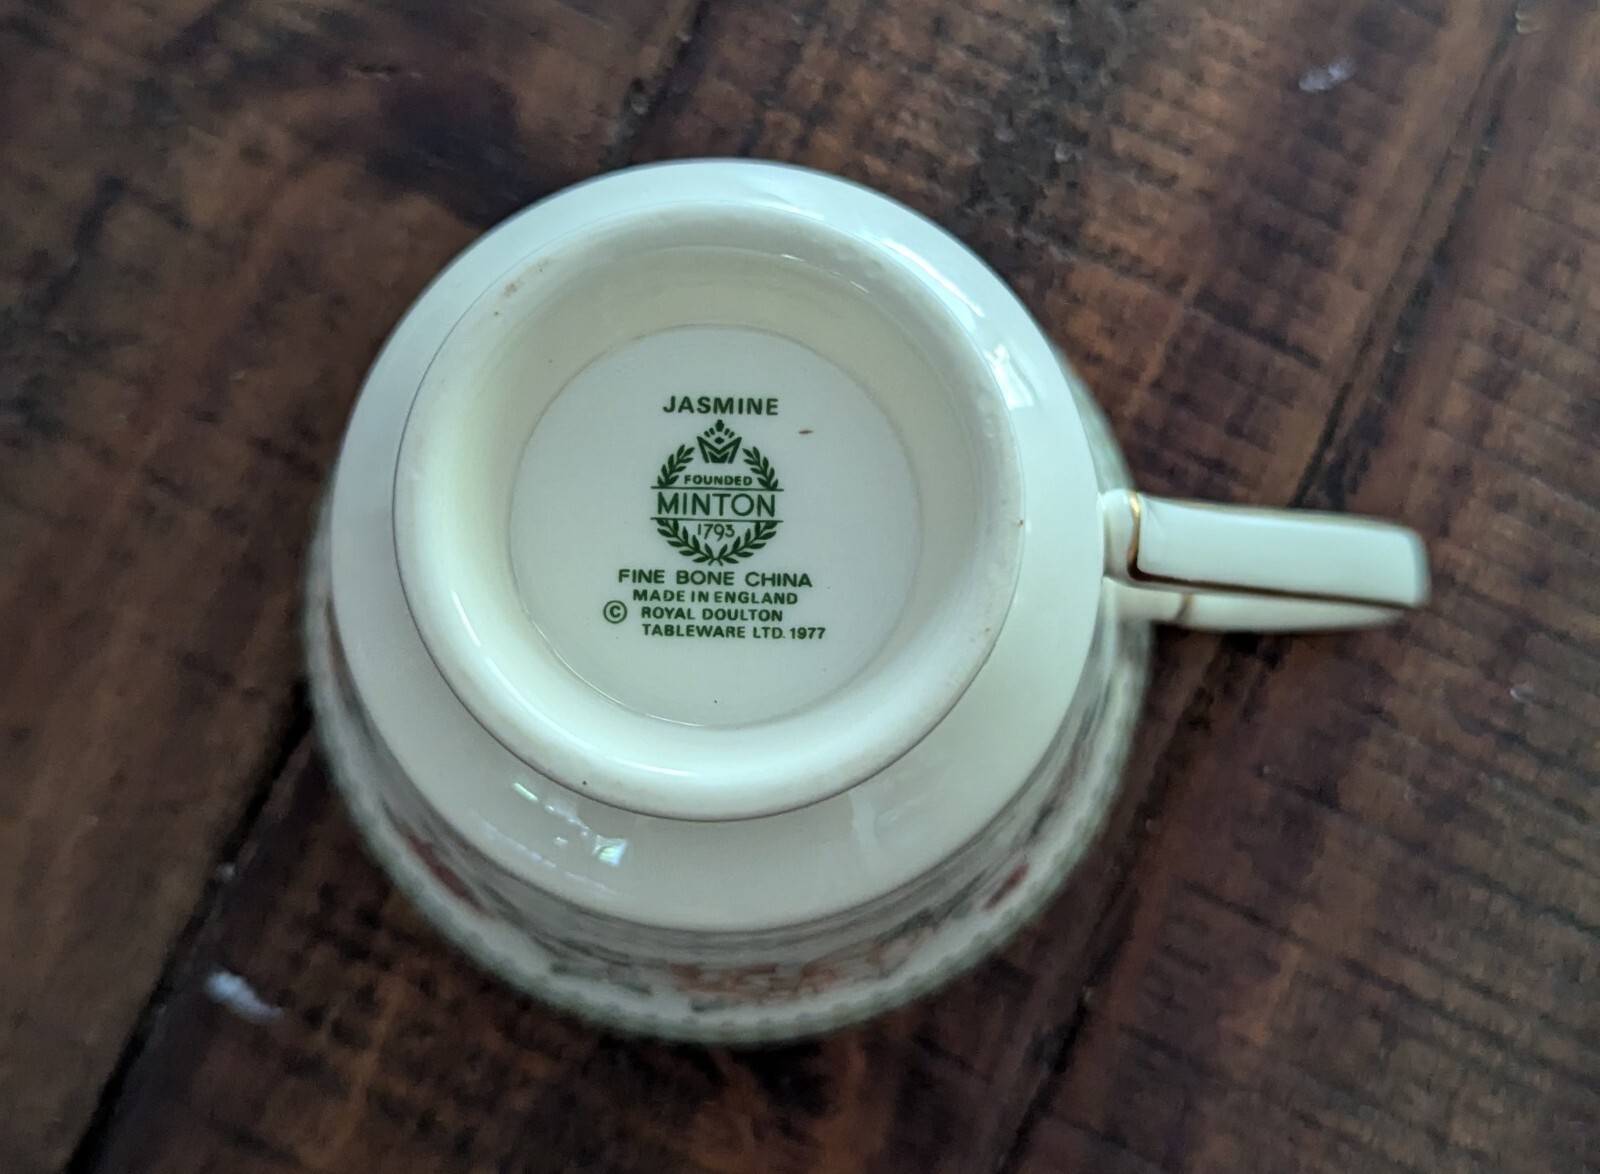 JASMINE
FOUNDED
MINTON
1793
FINE BONE CHINA
MADE IN ENGLAND
© ROYAL DOULTON
TABLEWARE LTD. 1977